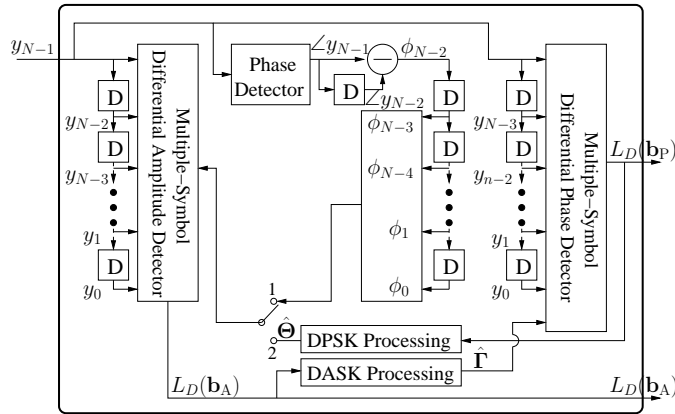 y_{N−1}
∠y_{N−1}
ϕ_{N−2}
Phase
Detector
−
D
∠y_{N−2}
D
y_{N−2}
D
y_{N−3}
y_1
D
y_0
Multiple−Symbol
Differential Amplitude Detector
D
ϕ_{N−3}
D
ϕ_{N−4}
ϕ_1
D
ϕ_0
D
y_{N−3}
D
y_{n−2}
y_1
D
y_0
Multiple−Symbol
Differential Phase Detector
L_D(b_P)
1
2
Θ̂
DPSK Processing
Γ̂
DASK Processing
L_D(b_A)
L_D(b_A)